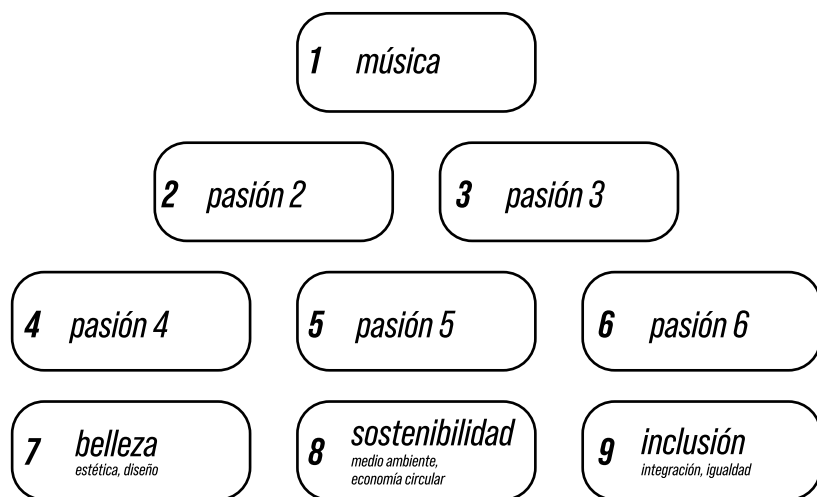 1 música
2 pasión 2
3 pasión 3
4 pasión 4
5 pasión 5
6 pasión 6
7 belleza
estética, diseño
8 sostenibilidad
medio ambiente,
economía circular
9 inclusión
integración, igualdad